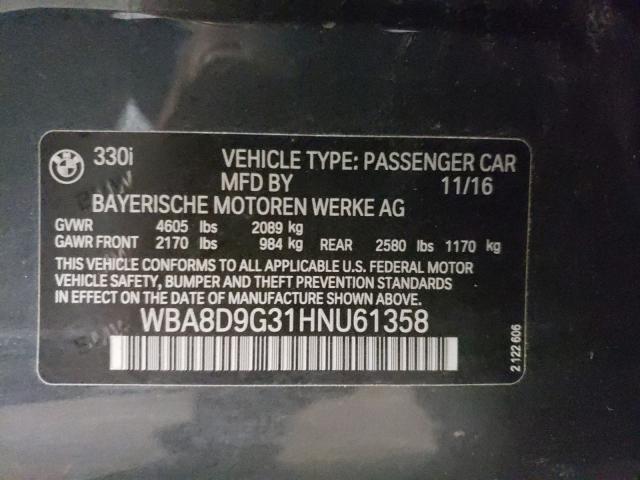 BMW
330i VEHICLE TYPE: PASSENGER CAR
MFD BY 11/16
BAYERISCHE MOTOREN WERKE AG
GVWR 4605 lbs 2089 kg
GAWR FRONT 2170 lbs 984 kg REAR 2580 lbs 1170 kg
THIS VEHICLE CONFORMS TO ALL APPLICABLE U.S. FEDERAL MOTOR
VEHICLE SAFETY, BUMPER AND THEFT PREVENTION STANDARDS
IN EFFECT ON THE DATE OF MANUFACTURE SHOWN ABOVE.
WBA8D9G31HNU61358
2 122 606